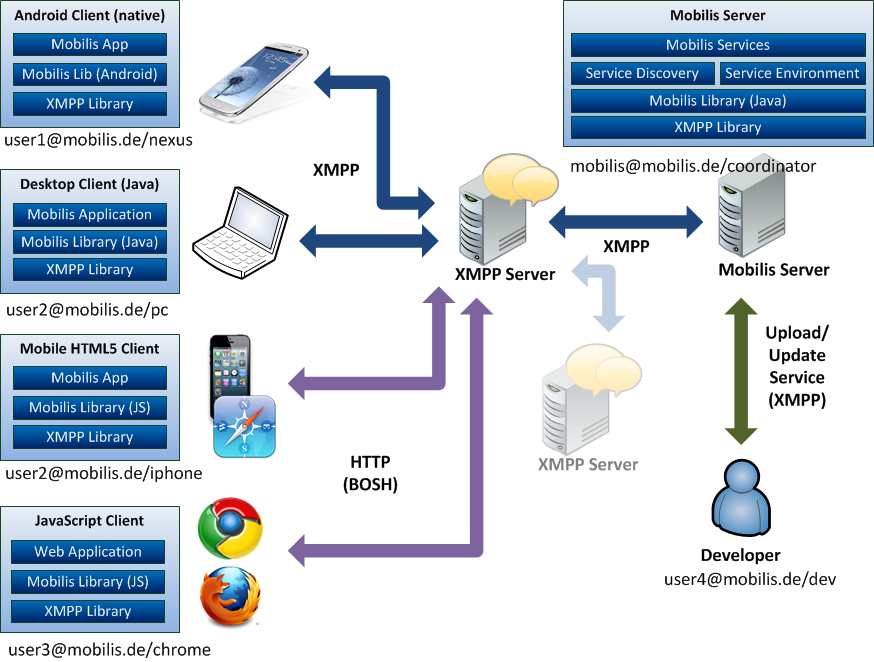 Android Client (native)
Mobilis App
Mobilis Lib (Android)
XMPP Library
user1@mobilis.de/nexus
Desktop Client (Java)
Mobilis Application
Mobilis Library (Java)
XMPP Library
user2@mobilis.de/pc
Mobile HTML5 Client
Mobilis App
Mobilis Library (JS)
XMPP Library
user2@mobilis.de/iphone
JavaScript Client
Web Application
Mobilis Library (JS)
XMPP Library
user3@mobilis.de/chrome
XMPP
HTTP
(BOSH)
XMPP Server
XMPP
XMPP Server
Mobilis Server
Mobilis Services
Service Discovery
Service Environment
Mobilis Library (Java)
XMPP Library
mobilis@mobilis.de/coordinator
Mobilis Server
Upload/
Update
Service
(XMPP)
Developer
user4@mobilis.de/dev